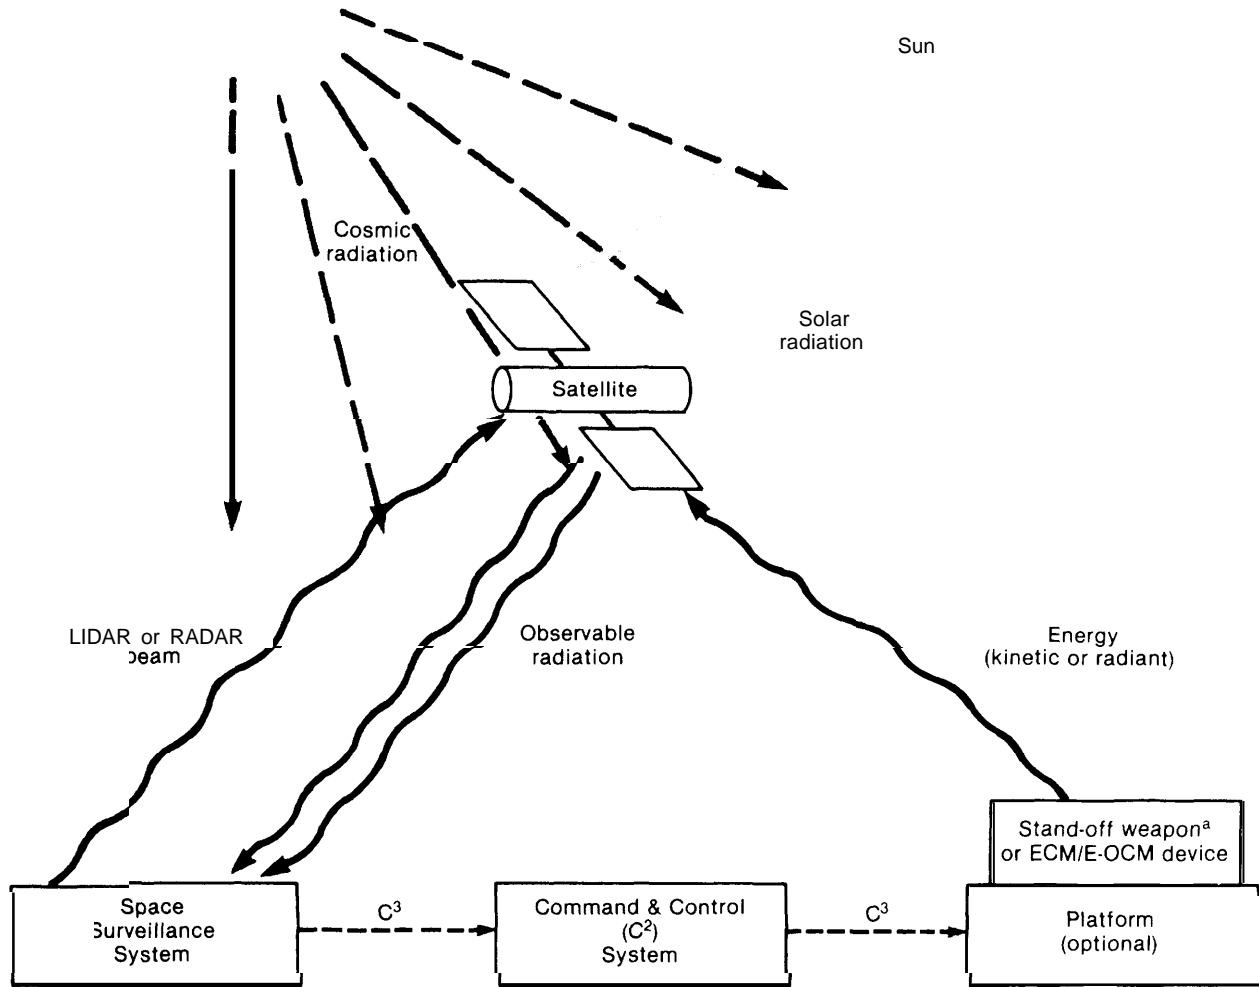 Sun
Cosmic
radiation
Solar
radiation
Satellite
LIDAR or RADAR
beam
Observable
radiation
Energy
(kinetic or radiant)
Stand-off weaponᵃ
or ECM/E-OCM device
Space
Surveillance
System
C³
Command & Control
(C²)
System
C³
Platform
(optional)